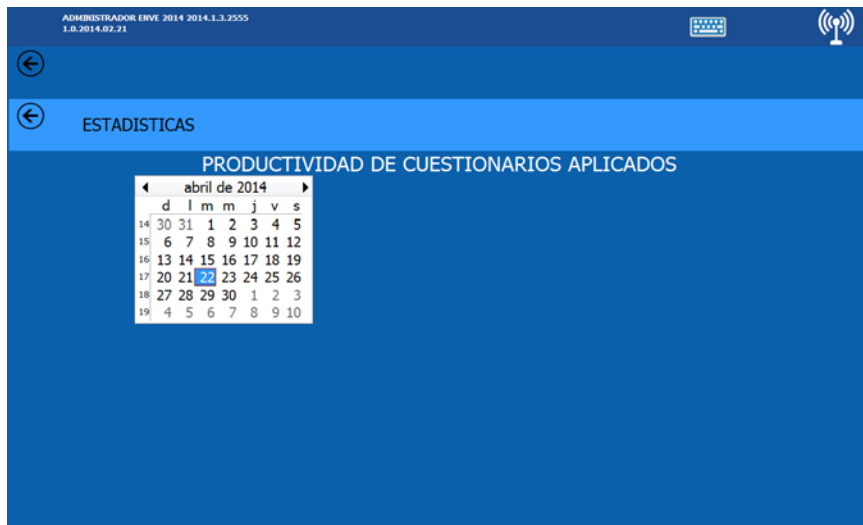 ADMINISTRADOR ENVE 2014 2014.1.3.2555
1.0.2014.02.21
ESTADISTICAS
PRODUCTIVIDAD DE CUESTIONARIOS APLICADOS
abril de 2014
d l m m j v s
14 30 31 1 2 3 4 5
15 6 7 8 9 10 11 12
16 13 14 15 16 17 18 19
17 20 21 22 23 24 25 26
18 27 28 29 30 1 2 3
19 4 5 6 7 8 9 10